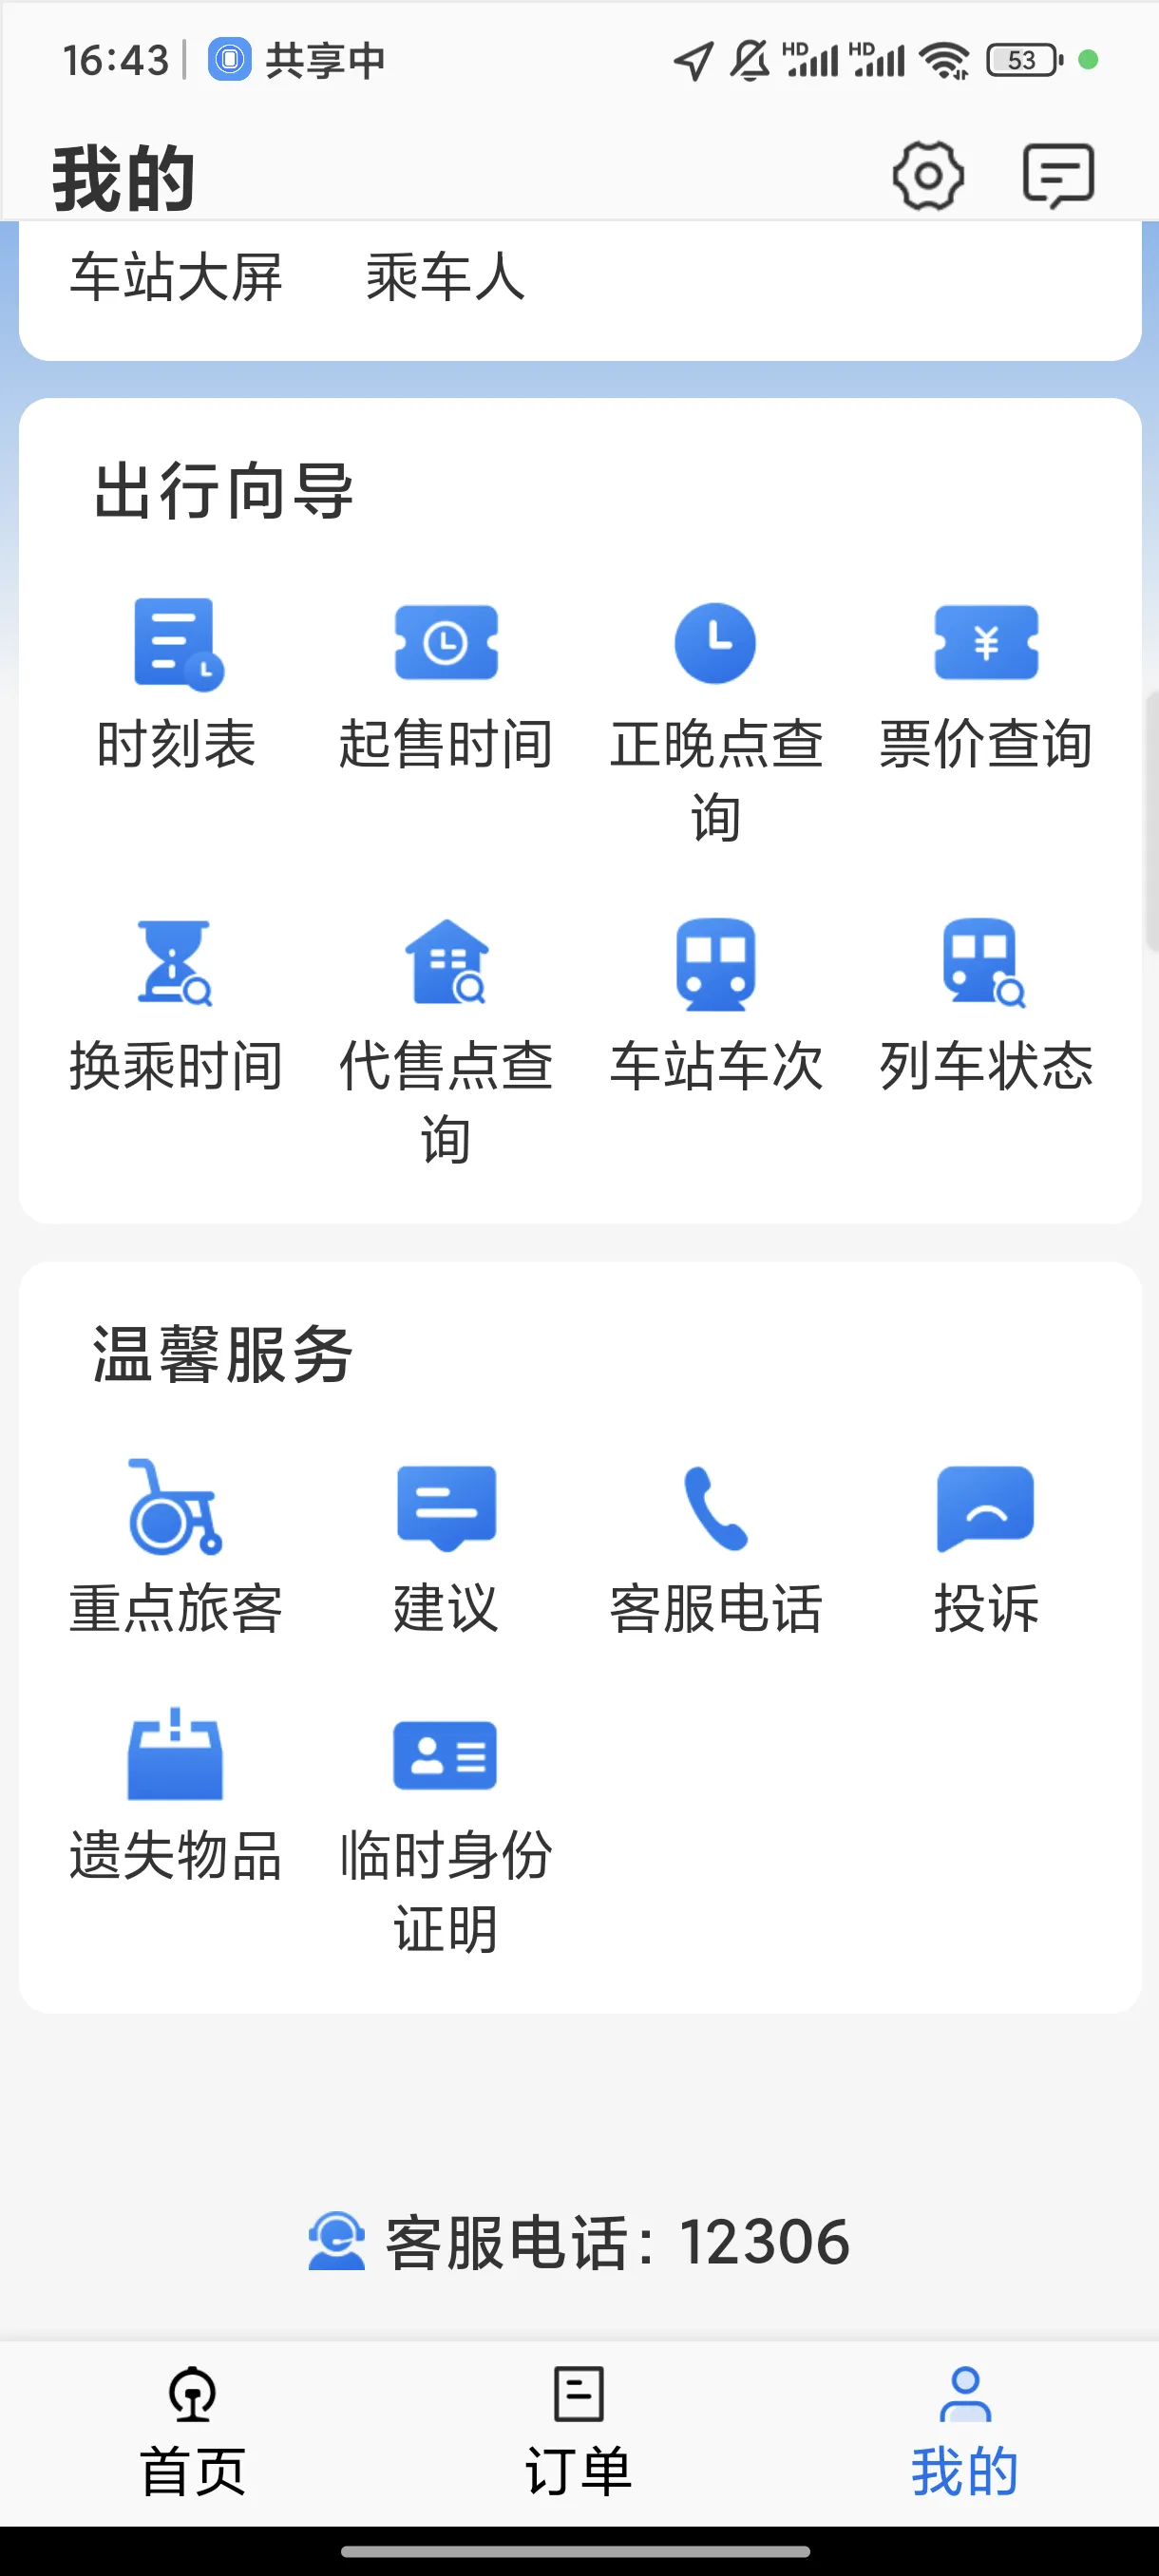 16:43 共享中 HD HD 53
我的
车站大屏 乘车人
出行向导
时刻表 起售时间 正晚点查询 票价查询
换乘时间 代售点查询 车站车次 列车状态
温馨服务
重点旅客 建议 客服电话 投诉
遗失物品 临时身份证明
客服电话：12306
首页 订单 我的